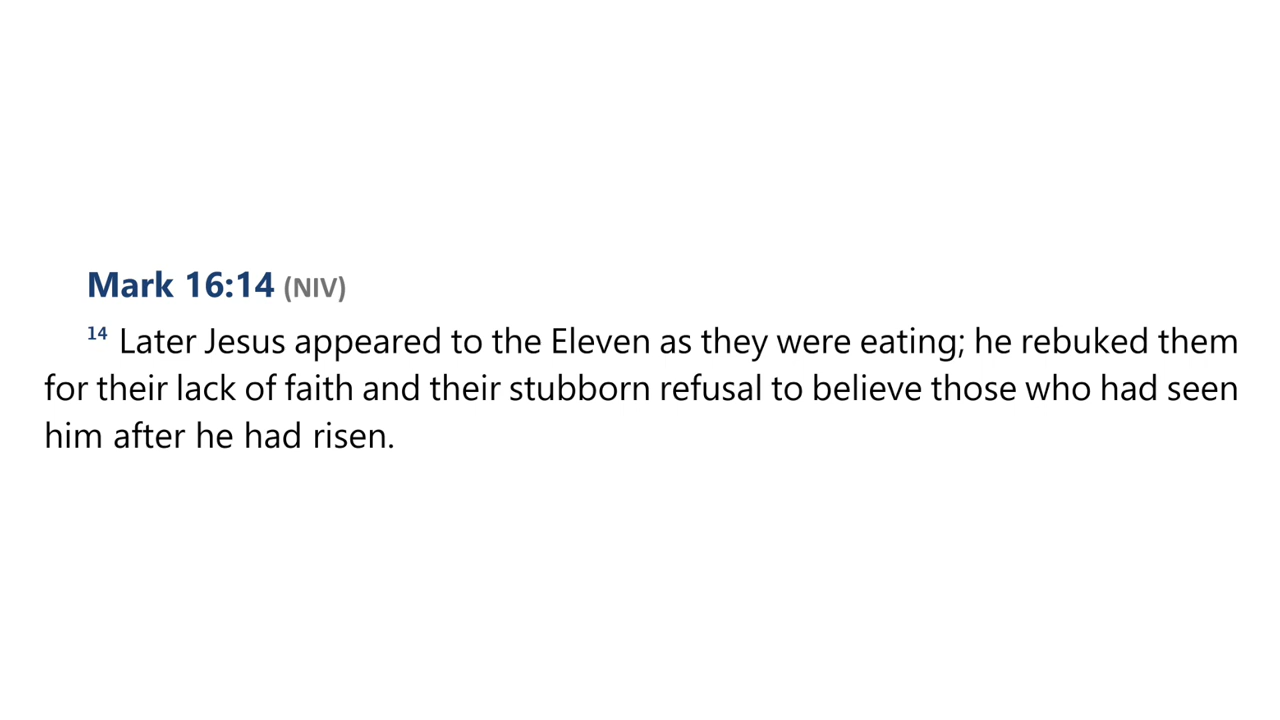 Mark 16:14 (NIV)
14 Later Jesus appeared to the Eleven as they were eating; he rebuked them
for their lack of faith and their stubborn refusal to believe those who had seen
him after he had risen.